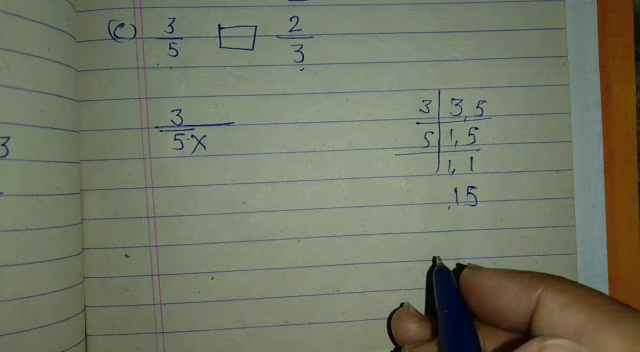 (c) 3/5 □ 2/3
3/5×
3 | 3, 5
5 | 1, 5
1, 1
15
3